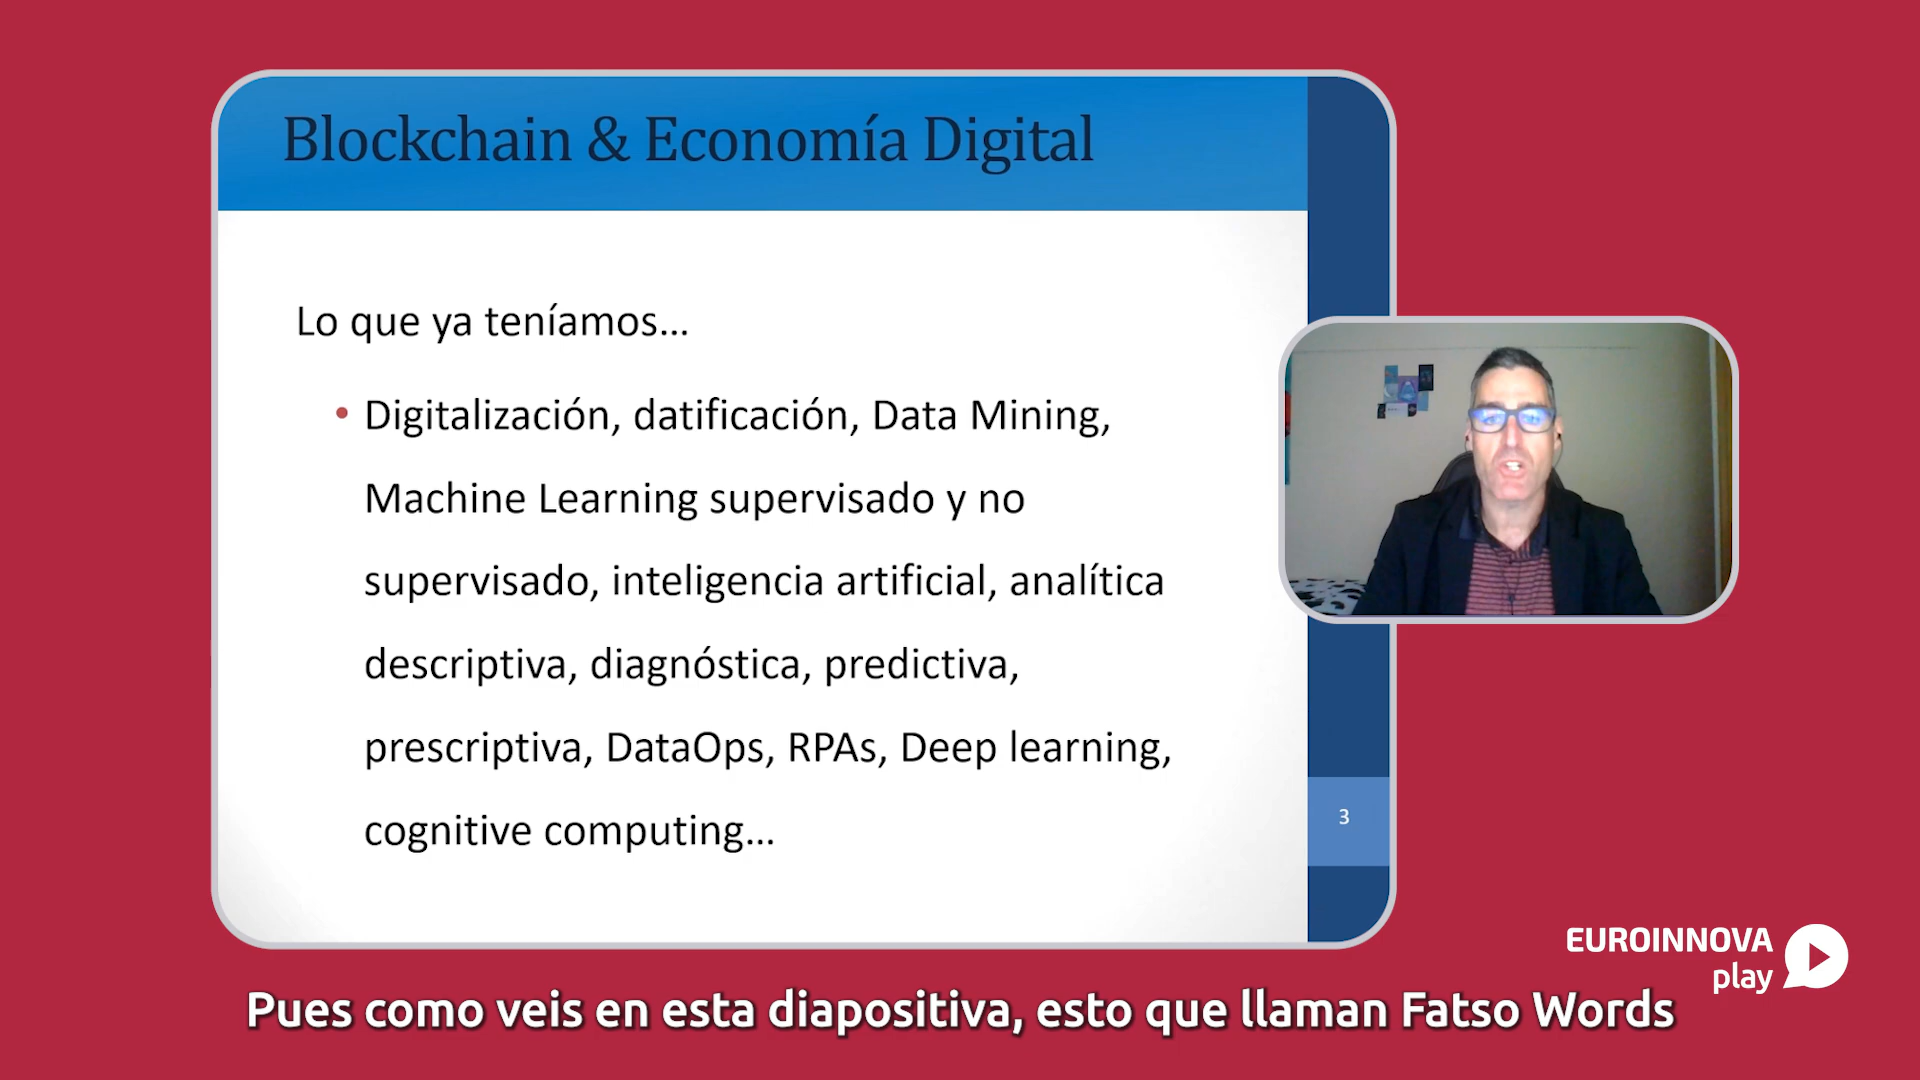 Blockchain & Economía Digital
Lo que ya teníamos...
• Digitalización, datificación, Data Mining,
Machine Learning supervisado y no
supervisado, inteligencia artificial, analítica
descriptiva, diagnóstica, predictiva,
prescriptiva, DataOps, RPAs, Deep learning,
cognitive computing...
3
EUROINNOVA
play
Pues como veis en esta diapositiva, esto que llaman Fatso Words